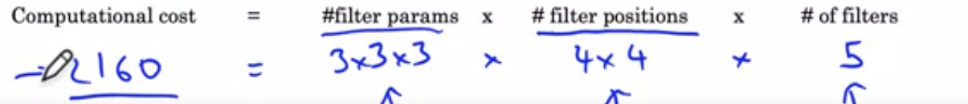 Computational cost = #filter params x # filter positions x # of filters
2160 = 3x3x3 x 4x4 x 5